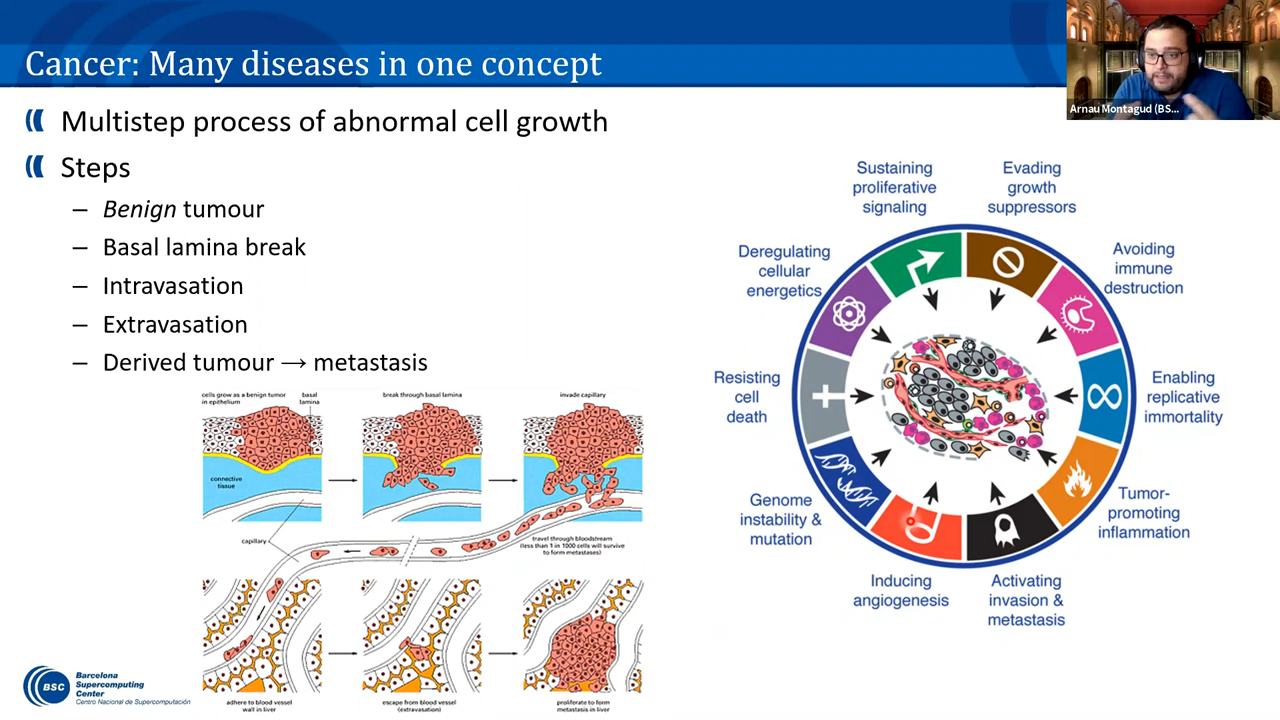 Cancer: Many diseases in one concept
Arnau Montagud (BS...
Multistep process of abnormal cell growth
Steps
– Benign tumour
– Basal lamina break
– Intravasation
– Extravasation
– Derived tumour → metastasis
cells grow as a benign tumor
in epithelium
basal
lamina
break through basal lamina
invade capillary
connective
tissue
capillary
travel through bloodstream
(less than 1 in 1000 cells will survive
to form metastases)
adhere to blood vessel
wall in liver
escape from blood vessel
(extravasation)
proliferate to form
metastasis in liver
Sustaining
proliferative
signaling
Evading
growth
suppressors
Avoiding
immune
destruction
Enabling
replicative
immortality
Tumor-
promoting
inflammation
Activating
invasion &
metastasis
Inducing
angiogenesis
Genome
instability &
mutation
Resisting
cell
death
Deregulating
cellular
energetics
BSC
Barcelona
Supercomputing
Center
Centro Nacional de Supercomputación